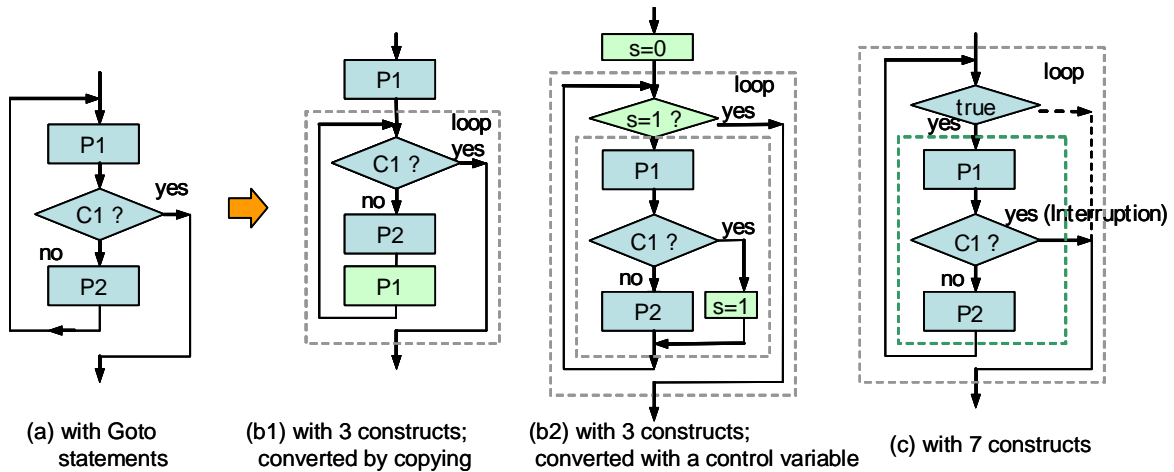 P1
C1 ?
yes
no
P2
(a) with Goto
statements
P1
loop
C1 ?
yes
no
P2
P1
(b1) with 3 constructs;
converted by copying
s=0
loop
s=1 ?
yes
P1
C1 ?
yes
no
P2
s=1
(b2) with 3 constructs;
converted with a control variable
loop
true
yes
P1
yes (Interruption)
C1 ?
no
P2
(c) with 7 constructs